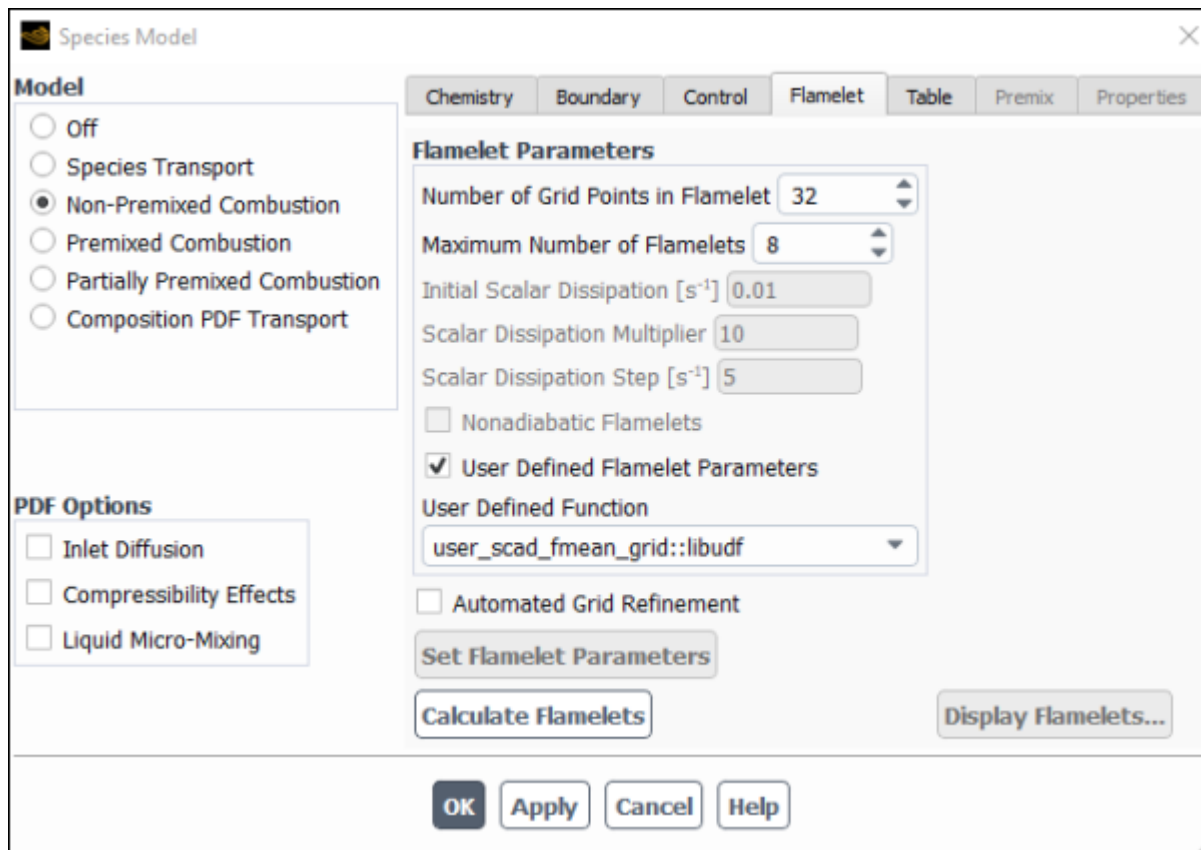 Species Model
Model
Off
Species Transport
Non-Premixed Combustion
Premixed Combustion
Partially Premixed Combustion
Composition PDF Transport
PDF Options
Inlet Diffusion
Compressibility Effects
Liquid Micro-Mixing
Chemistry Boundary Control Flamelet Table Premix Properties
Flamelet Parameters
Number of Grid Points in Flamelet 32
Maximum Number of Flamelets 8
Initial Scalar Dissipation [s⁻¹] 0.01
Scalar Dissipation Multiplier 10
Scalar Dissipation Step [s⁻¹] 5
Nonadiabatic Flamelets
User Defined Flamelet Parameters
User Defined Function
user_scad_fmean_grid::libudf
Automated Grid Refinement
Set Flamelet Parameters
Calculate Flamelets Display Flamelets...
OK Apply Cancel Help